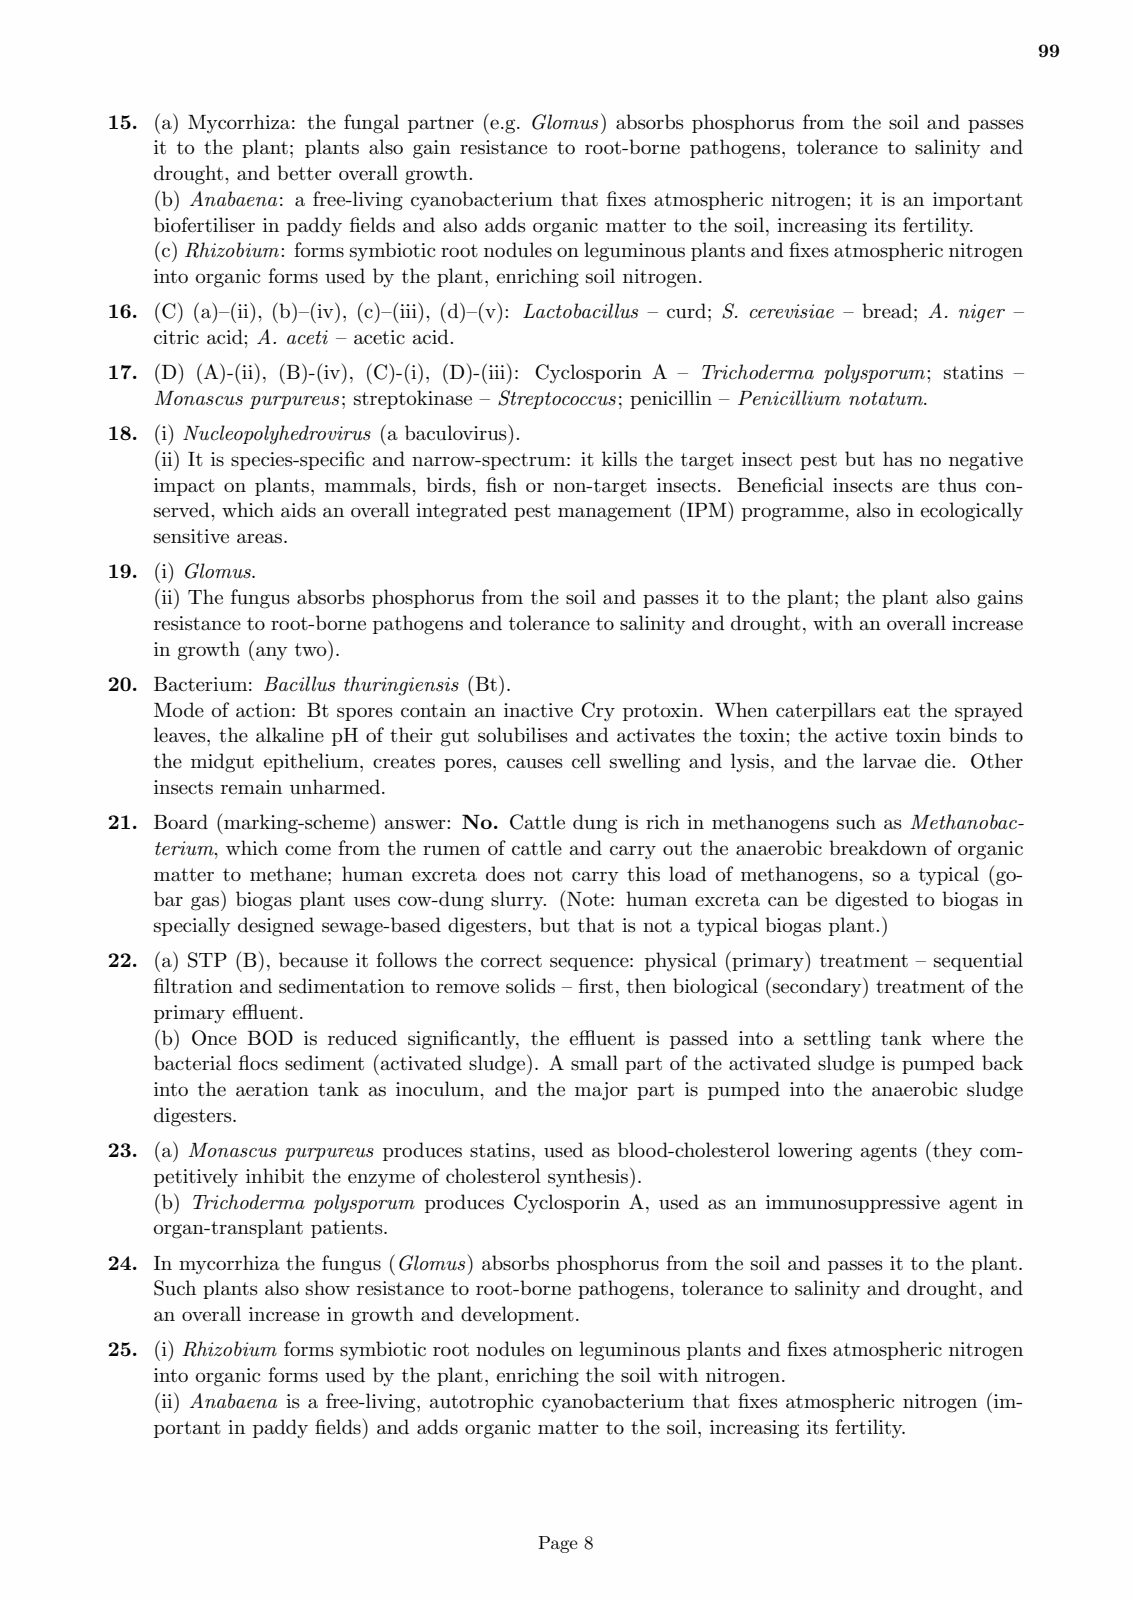 99
15. (a) Mycorrhiza: the fungal partner (e.g. Glomus) absorbs phosphorus from the soil and passes
it to the plant; plants also gain resistance to root-borne pathogens, tolerance to salinity and
drought, and better overall growth.
(b) Anabaena: a free-living cyanobacterium that fixes atmospheric nitrogen; it is an important
biofertiliser in paddy fields and also adds organic matter to the soil, increasing its fertility.
(c) Rhizobium: forms symbiotic root nodules on leguminous plants and fixes atmospheric nitrogen
into organic forms used by the plant, enriching soil nitrogen.
16. (C) (a)–(ii), (b)–(iv), (c)–(iii), (d)–(v): Lactobacillus – curd; S. cerevisiae – bread; A. niger –
citric acid; A. aceti – acetic acid.
17. (D) (A)-(ii), (B)-(iv), (C)-(i), (D)-(iii): Cyclosporin A – Trichoderma polysporum; statins –
Monascus purpureus; streptokinase – Streptococcus; penicillin – Penicillium notatum.
18. (i) Nucleopolyhedrovirus (a baculovirus).
(ii) It is species-specific and narrow-spectrum: it kills the target insect pest but has no negative
impact on plants, mammals, birds, fish or non-target insects. Beneficial insects are thus con-
served, which aids an overall integrated pest management (IPM) programme, also in ecologically
sensitive areas.
19. (i) Glomus.
(ii) The fungus absorbs phosphorus from the soil and passes it to the plant; the plant also gains
resistance to root-borne pathogens and tolerance to salinity and drought, with an overall increase
in growth (any two).
20. Bacterium: Bacillus thuringiensis (Bt).
Mode of action: Bt spores contain an inactive Cry protoxin. When caterpillars eat the sprayed
leaves, the alkaline pH of their gut solubilises and activates the toxin; the active toxin binds to
the midgut epithelium, creates pores, causes cell swelling and lysis, and the larvae die. Other
insects remain unharmed.
21. Board (marking-scheme) answer: No. Cattle dung is rich in methanogens such as Methanobac-
terium, which come from the rumen of cattle and carry out the anaerobic breakdown of organic
matter to methane; human excreta does not carry this load of methanogens, so a typical (go-
bar gas) biogas plant uses cow-dung slurry. (Note: human excreta can be digested to biogas in
specially designed sewage-based digesters, but that is not a typical biogas plant.)
22. (a) STP (B), because it follows the correct sequence: physical (primary) treatment – sequential
filtration and sedimentation to remove solids – first, then biological (secondary) treatment of the
primary effluent.
(b) Once BOD is reduced significantly, the effluent is passed into a settling tank where the
bacterial flocs sediment (activated sludge). A small part of the activated sludge is pumped back
into the aeration tank as inoculum, and the major part is pumped into the anaerobic sludge
digesters.
23. (a) Monascus purpureus produces statins, used as blood-cholesterol lowering agents (they com-
petitively inhibit the enzyme of cholesterol synthesis).
(b) Trichoderma polysporum produces Cyclosporin A, used as an immunosuppressive agent in
organ-transplant patients.
24. In mycorrhiza the fungus (Glomus) absorbs phosphorus from the soil and passes it to the plant.
Such plants also show resistance to root-borne pathogens, tolerance to salinity and drought, and
an overall increase in growth and development.
25. (i) Rhizobium forms symbiotic root nodules on leguminous plants and fixes atmospheric nitrogen
into organic forms used by the plant, enriching the soil with nitrogen.
(ii) Anabaena is a free-living, autotrophic cyanobacterium that fixes atmospheric nitrogen (im-
portant in paddy fields) and adds organic matter to the soil, increasing its fertility.
Page 8